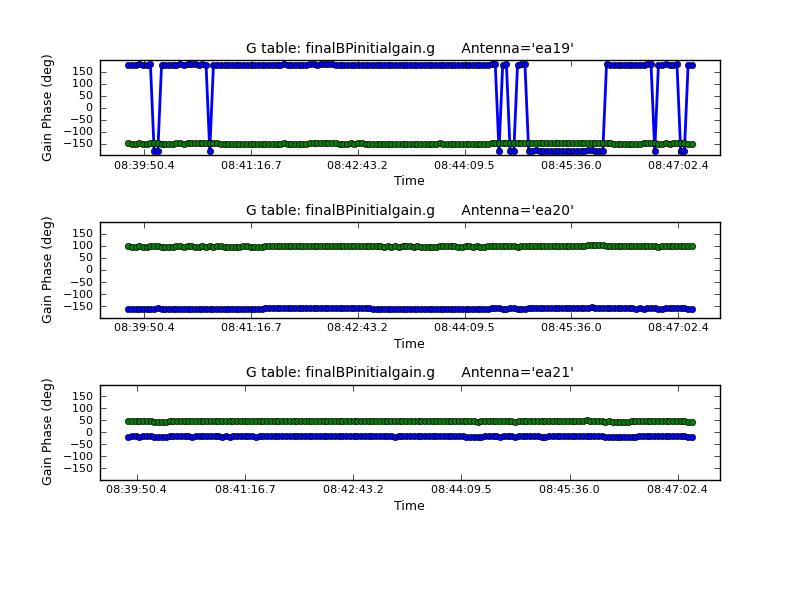 G table: finalBPinitialgain.g      Antenna='ea19'
Gain Phase (deg)
150
100
50
0
−50
−100
−150
08:39:50.4 08:41:16.7 08:42:43.2 08:44:09.5 08:45:36.0 08:47:02.4
Time
G table: finalBPinitialgain.g      Antenna='ea20'
Gain Phase (deg)
150
100
50
0
−50
−100
−150
08:39:50.4 08:41:16.7 08:42:43.2 08:44:09.5 08:45:36.0 08:47:02.4
Time
G table: finalBPinitialgain.g      Antenna='ea21'
Gain Phase (deg)
150
100
50
0
−50
−100
−150
08:39:50.4 08:41:16.7 08:42:43.2 08:44:09.5 08:45:36.0 08:47:02.4
Time